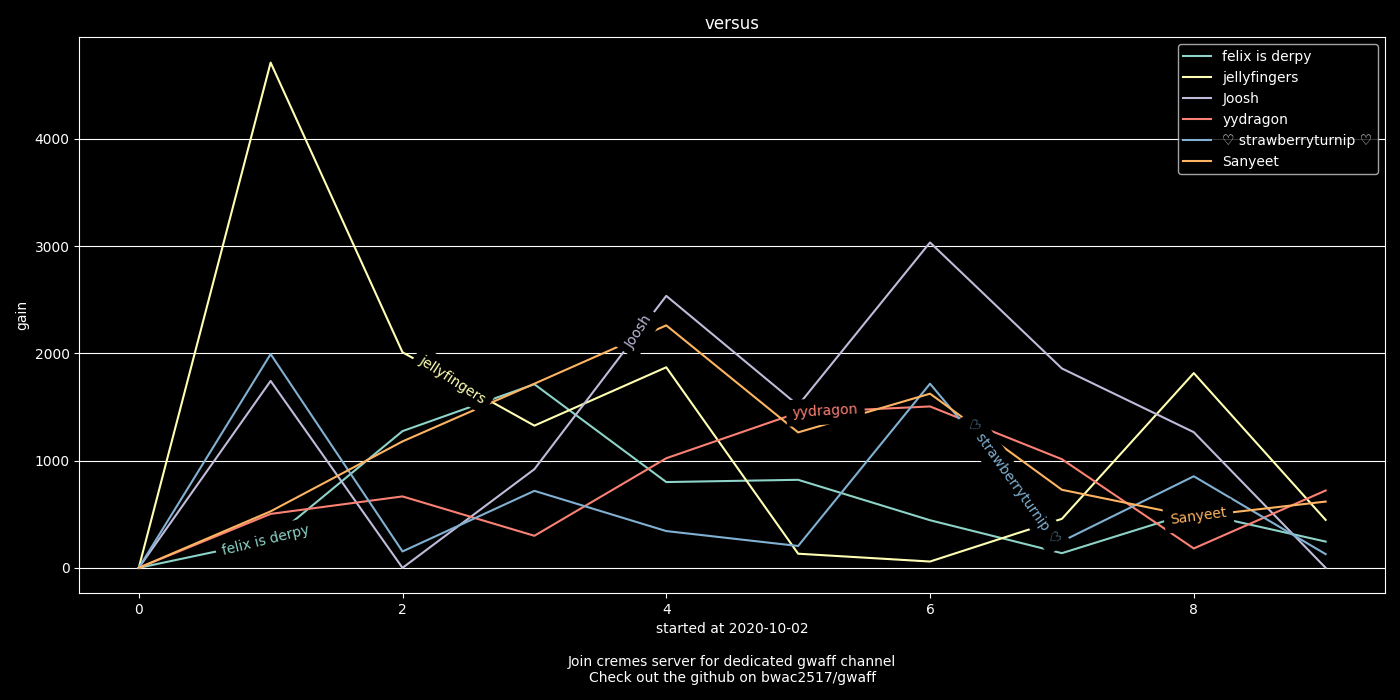 versus
felix is derpy
jellyfingers
Joosh
yydragon
♡ strawberryturnip ♡
Sanyeet
4000
3000
2000
1000
0
gain
jellyfingers
Joosh
yydragon
♡ strawberryturnip ♡
Sanyeet
felix is derpy
0 2 4 6 8
started at 2020-10-02
Join cremes server for dedicated gwaff channel
Check out the github on bwac2517/gwaff